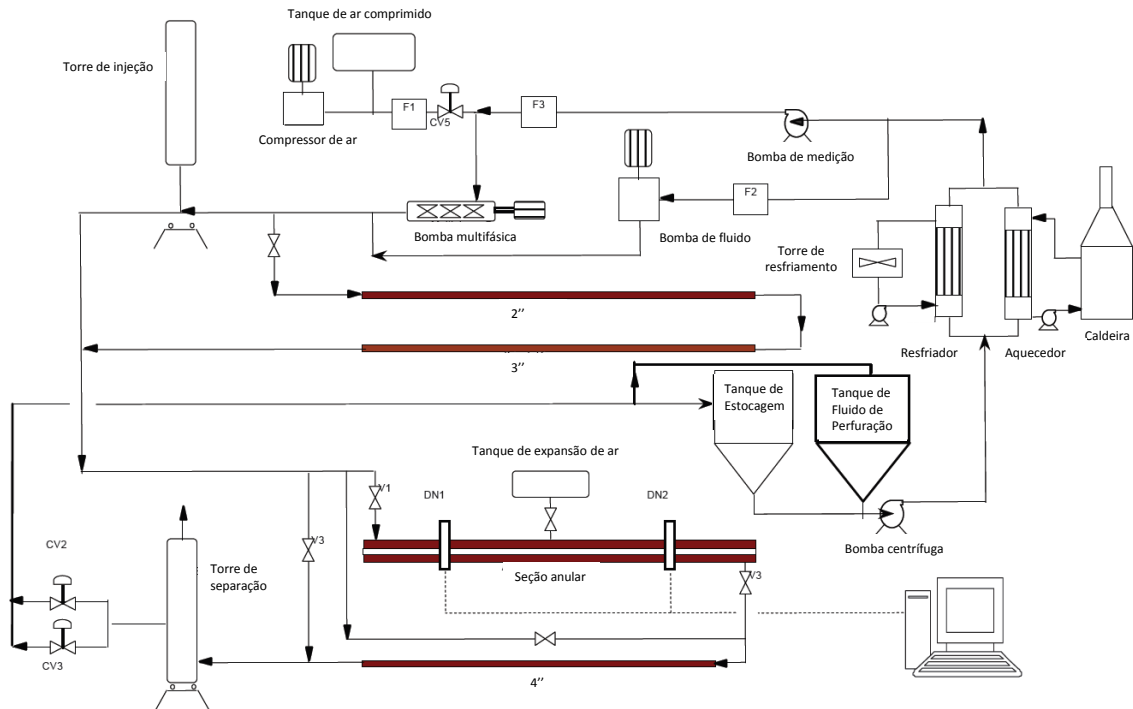 Tanque de ar comprimido
Torre de injeção
F1
F3
CV5
Compressor de ar
Bomba de medição
F2
Bomba multifásica
Bomba de fluido
Torre de
resfriamento
2’’
Resfriador
Aquecedor
Caldeira
3’’
Tanque de
Estocagem
Tanque de
Fluido de
Perfuração
Tanque de expansão de ar
V1
DN1
DN2
CV2
V3
Bomba centrífuga
Torre de
separação
Seção anular
V3
CV3
4’’